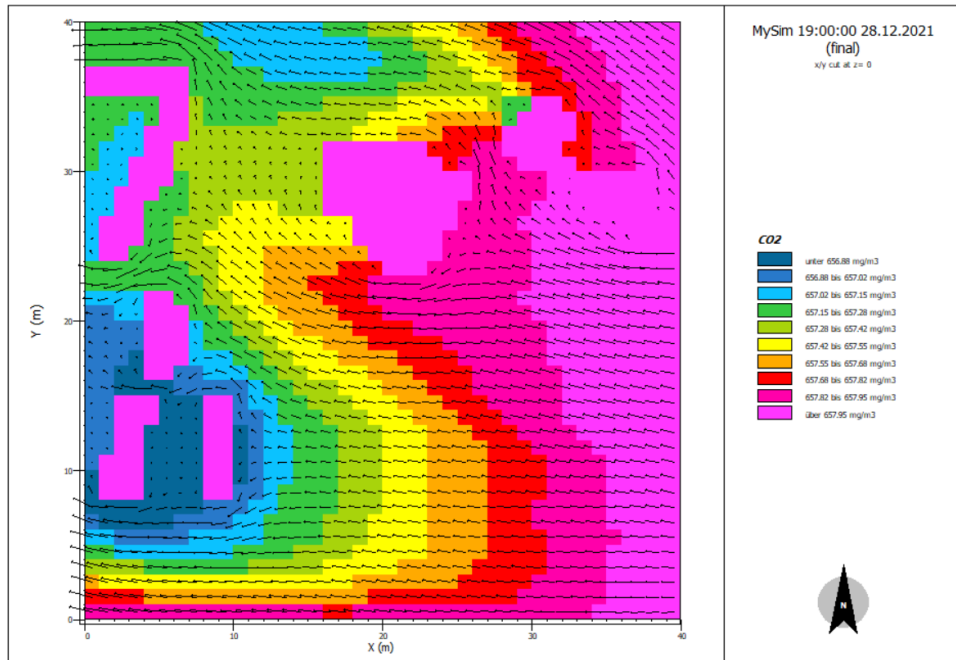 MySim 19:00:00 28.12.2021
(final)
x/y cut at z= 0
40
30
20
10
0
Y (m)
0
10
20
30
40
X (m)
CO2
unter 656.88 mg/m3
656.88 bis 657.02 mg/m3
657.02 bis 657.15 mg/m3
657.15 bis 657.28 mg/m3
657.28 bis 657.42 mg/m3
657.42 bis 657.55 mg/m3
657.55 bis 657.68 mg/m3
657.68 bis 657.82 mg/m3
657.82 bis 657.95 mg/m3
über 657.95 mg/m3
N